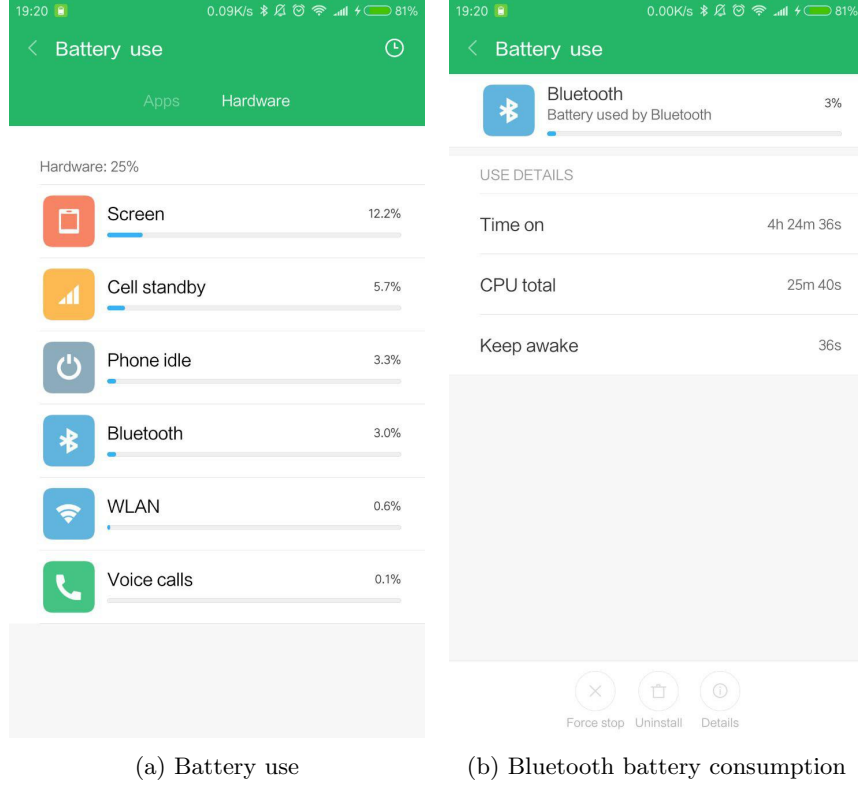 19:20 0.09K/s 81%
Battery use
Apps Hardware
Hardware: 25%
Screen 12.2%
Cell standby 5.7%
Phone idle 3.3%
Bluetooth 3.0%
WLAN 0.6%
Voice calls 0.1%
(a) Battery use
19:20 0.00K/s 81%
Battery use
Bluetooth
Battery used by Bluetooth 3%
USE DETAILS
Time on 4h 24m 36s
CPU total 25m 40s
Keep awake 36s
Force stop Uninstall Details
(b) Bluetooth battery consumption